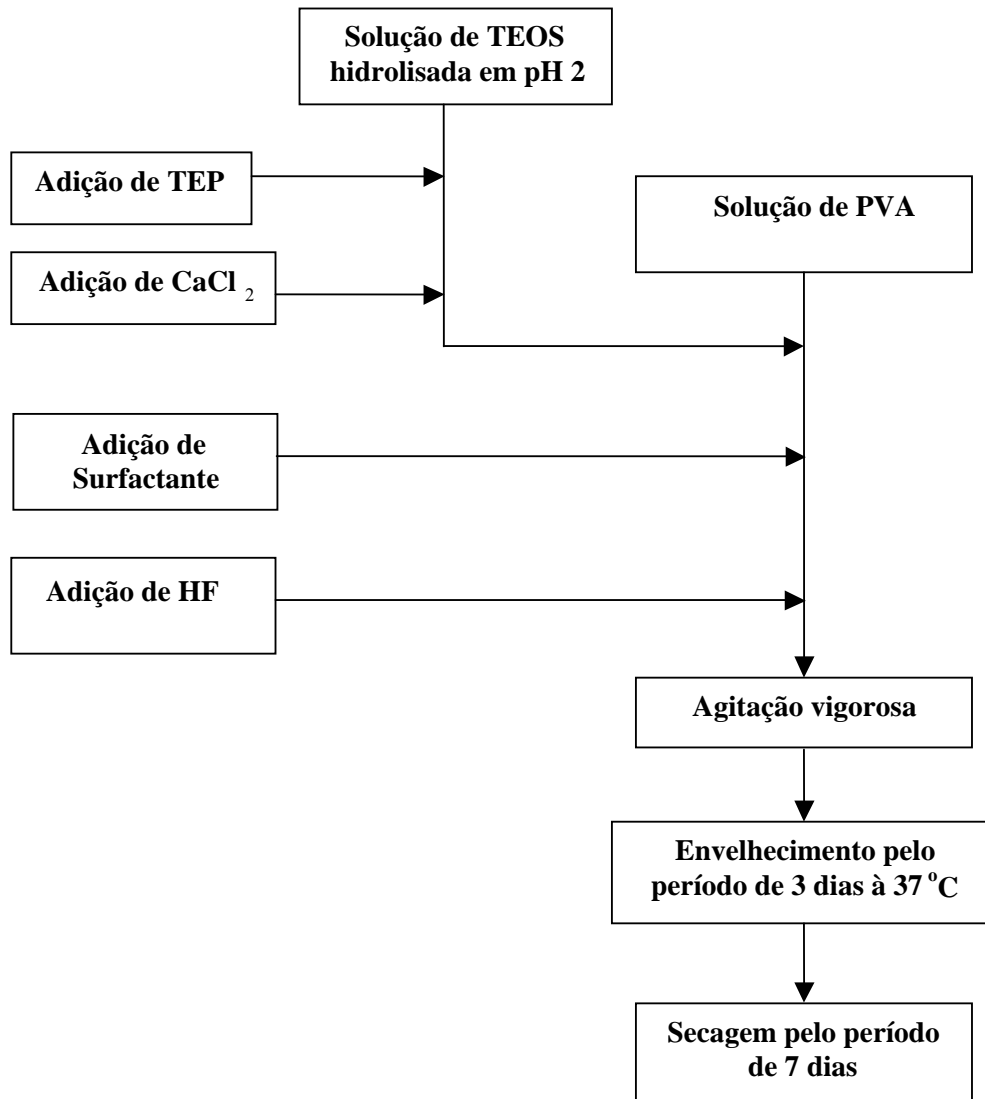 Solução de TEOS
hidrolisada em pH 2
Adição de TEP
Solução de PVA
Adição de CaCl 2
Adição de
Surfactante
Adição de HF
Agitação vigorosa
Envelhecimento pelo
período de 3 dias à 37 oC
Secagem pelo período
de 7 dias